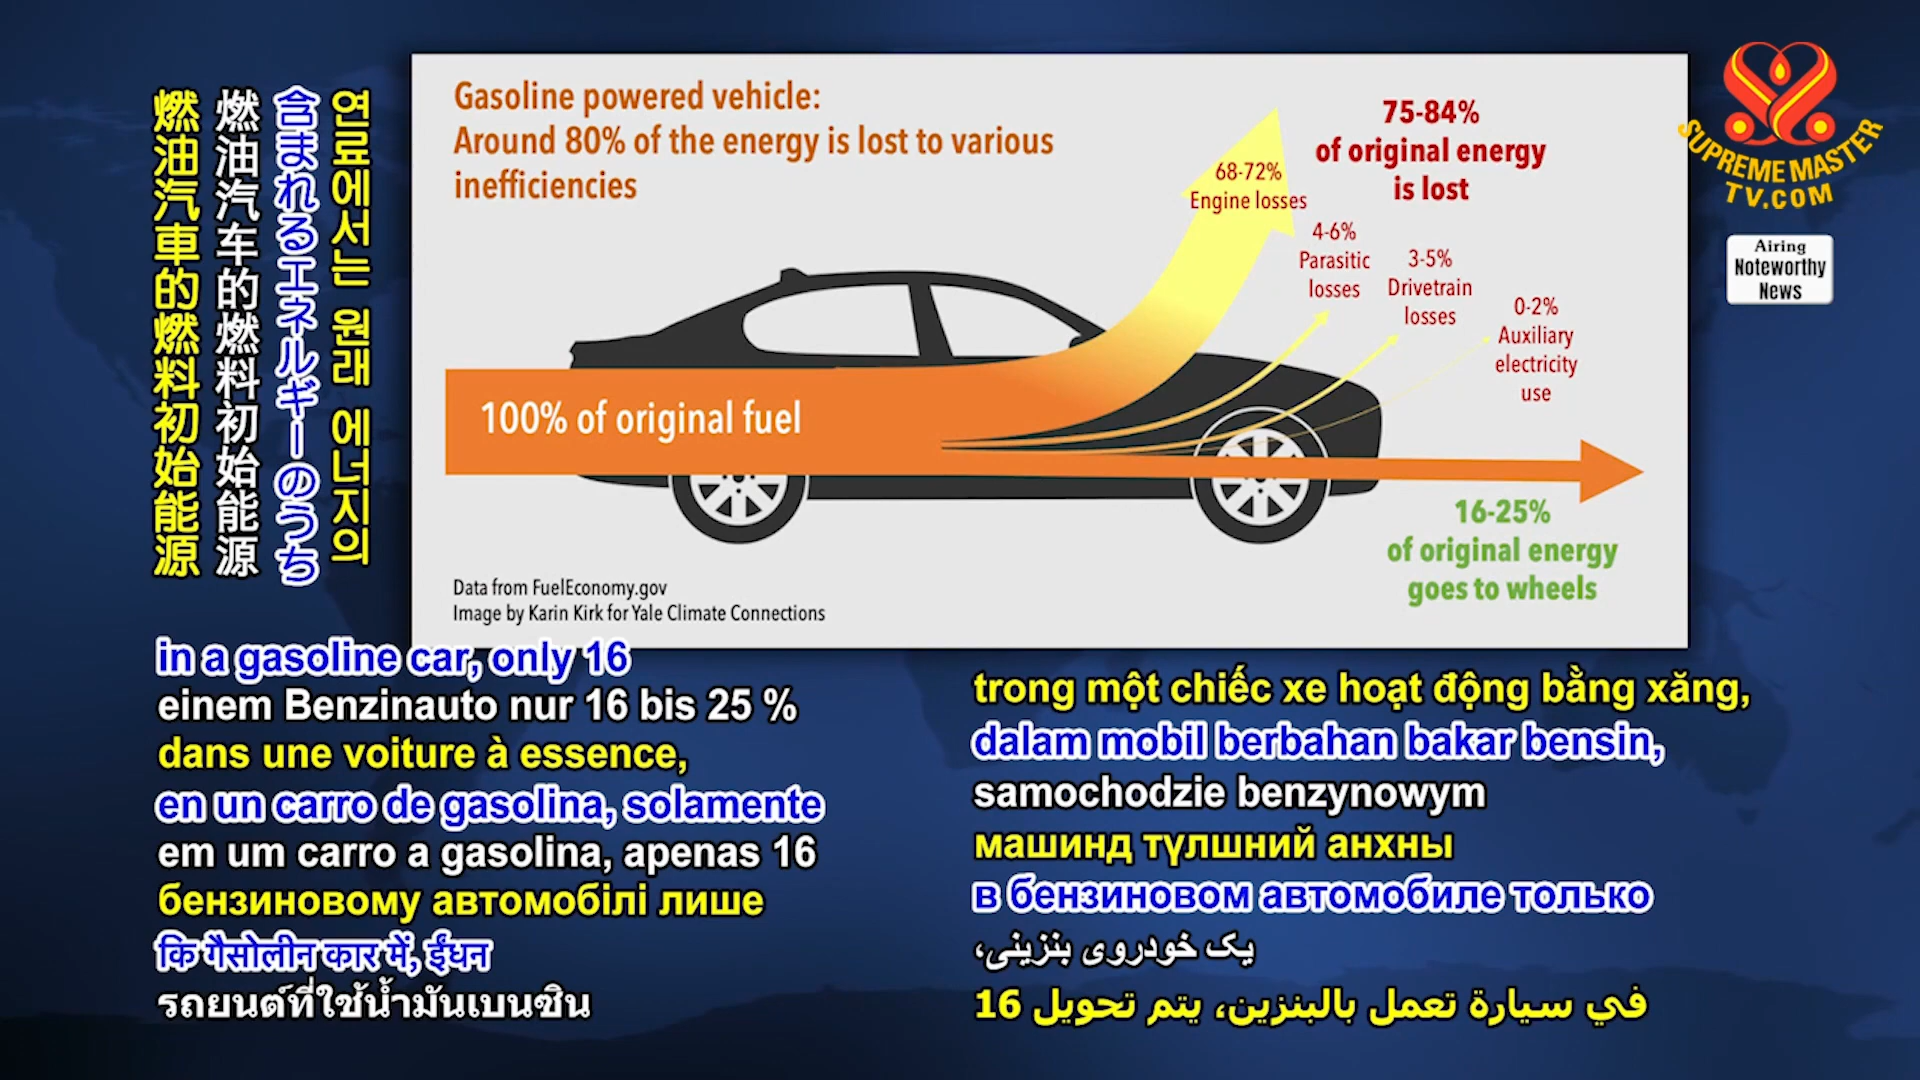 燃油汽車的燃料初始能源
燃油汽车的燃料初始能源
含まれるエネルギーのうち
연료에서는 원래 에너지의
Gasoline powered vehicle:
Around 80% of the energy is lost to various
inefficiencies
75-84%
of original energy
is lost
68-72%
Engine losses
4-6%
Parasitic
losses
3-5%
Drivetrain
losses
0-2%
Auxiliary
electricity
use
100% of original fuel
16-25%
of original energy
goes to wheels
Data from FuelEconomy.gov
Image by Karin Kirk for Yale Climate Connections
SUPREME MASTER
TV.COM
Airing
Noteworthy
News
in a gasoline car, only 16
einem Benzinauto nur 16 bis 25 %
dans une voiture à essence,
en un carro de gasolina, solamente
em um carro a gasolina, apenas 16
бензиновому автомобілі лише
कि गैसोलीन कार में, ईंधन
รถยนต์ที่ใช้น้ำมันเบนซิน
trong một chiếc xe hoạt động bằng xăng,
dalam mobil berbahan bakar bensin,
samochodzie benzynowym
машинд түлшний анхны
в бензиновом автомобиле только
یک خودروی بنزینی،
في سيارة تعمل بالبنزين، يتم تحويل 16